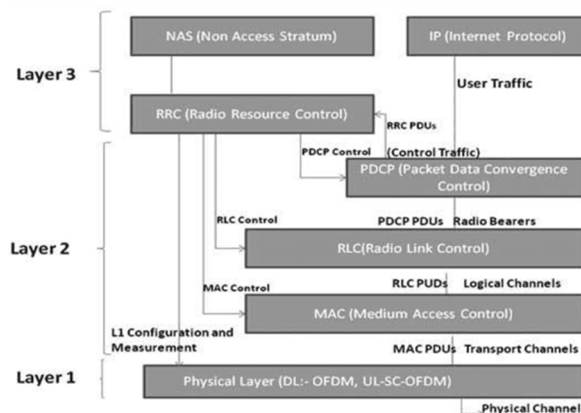 NAS (Non Access Stratum)
IP (Internet Protocol)
Layer 3
User Traffic
RRC (Radio Resource Control)
RRC PDUs
PDCP Control
(Control Traffic)
PDCP (Packet Data Convergence
Control)
RLC Control
PDCP PDUs Radio Bearers
Layer 2
RLC(Radio Link Control)
RLC PUDs Logical Channels
MAC Control
MAC (Medium Access Control)
L1 Configuration and
Measurement
MAC PDUs Transport Channels
Layer 1
Physical Layer (DL:- OFDM, UL-SC-OFDM)
Physical Channel